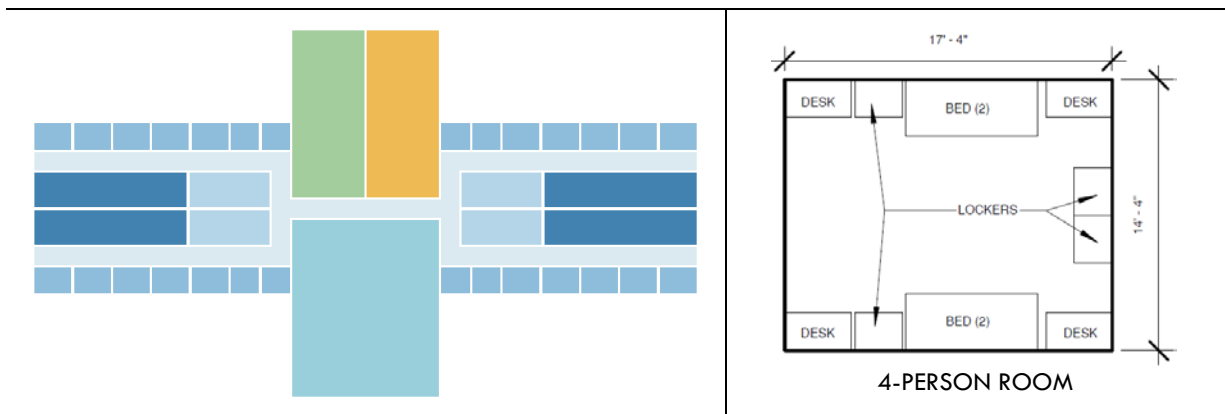 17' - 4"
DESK
BED (2)
DESK
LOCKERS
14' - 4"
DESK
BED (2)
DESK
4-PERSON ROOM